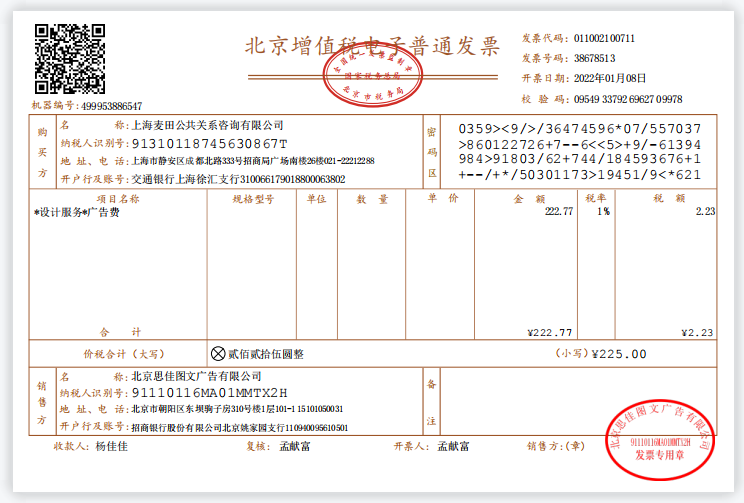 北京增值税电子普通发票
全国统一发票监制章
国家税务总局
北京市税务局
发票代码: 011002100711
发票号码: 38678513
开票日期: 2022年01月08日
校 验 码: 09549 33792 69627 09978
机器编号: 499953886547
购买方
名 称: 上海麦田公共关系咨询有限公司
纳税人识别号: 91310118745630867T
地 址、电 话: 上海市静安区成都北路333号招商局广场南楼26楼021-22212288
开户行及账号: 交通银行上海徐汇支行310066179018800063802
密码区
0359><9/>/36474596*07/557037
>860122726+7--6<<5>+9/-61394
984>91803/62+744/184593676+1
+--/+*/50301173>19451/9<*621
项目名称 规格型号 单位 数 量 单 价 金 额 税率 税 额
*设计服务*广告费 222.77 1% 2.23
合 计 ¥222.77 ¥2.23
价税合计(大写) ⊗贰佰贰拾伍圆整 (小写)¥225.00
销售方
名 称: 北京思佳图文广告有限公司
纳税人识别号: 91110116MA01MMTX2H
地 址、电 话: 北京市朝阳区东坝驹子房310号楼1层101-1 15101050031
开户行及账号: 招商银行股份有限公司北京姚家园支行110940095610501
备注
收款人: 杨佳佳 复核: 孟献富 开票人: 孟献富 销售方:(章)
北京思佳图文广告有限公司
91110116MA01MMTX2H
发票专用章